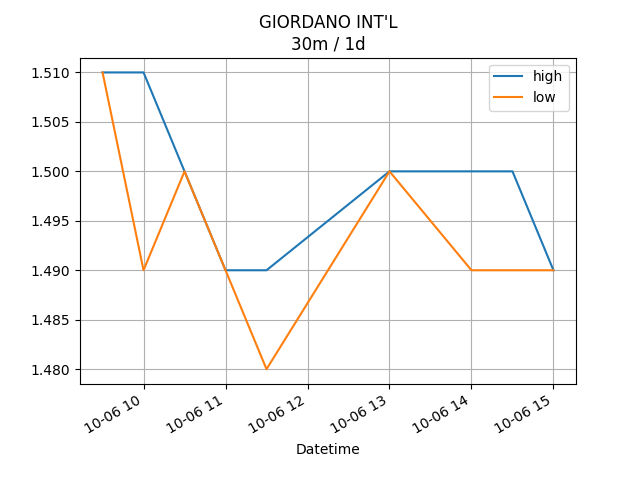 GIORDANO INT'L
30m / 1d
high
low
1.510
1.505
1.500
1.495
1.490
1.485
1.480
10-06 10
10-06 11
10-06 12
10-06 13
10-06 14
10-06 15
Datetime